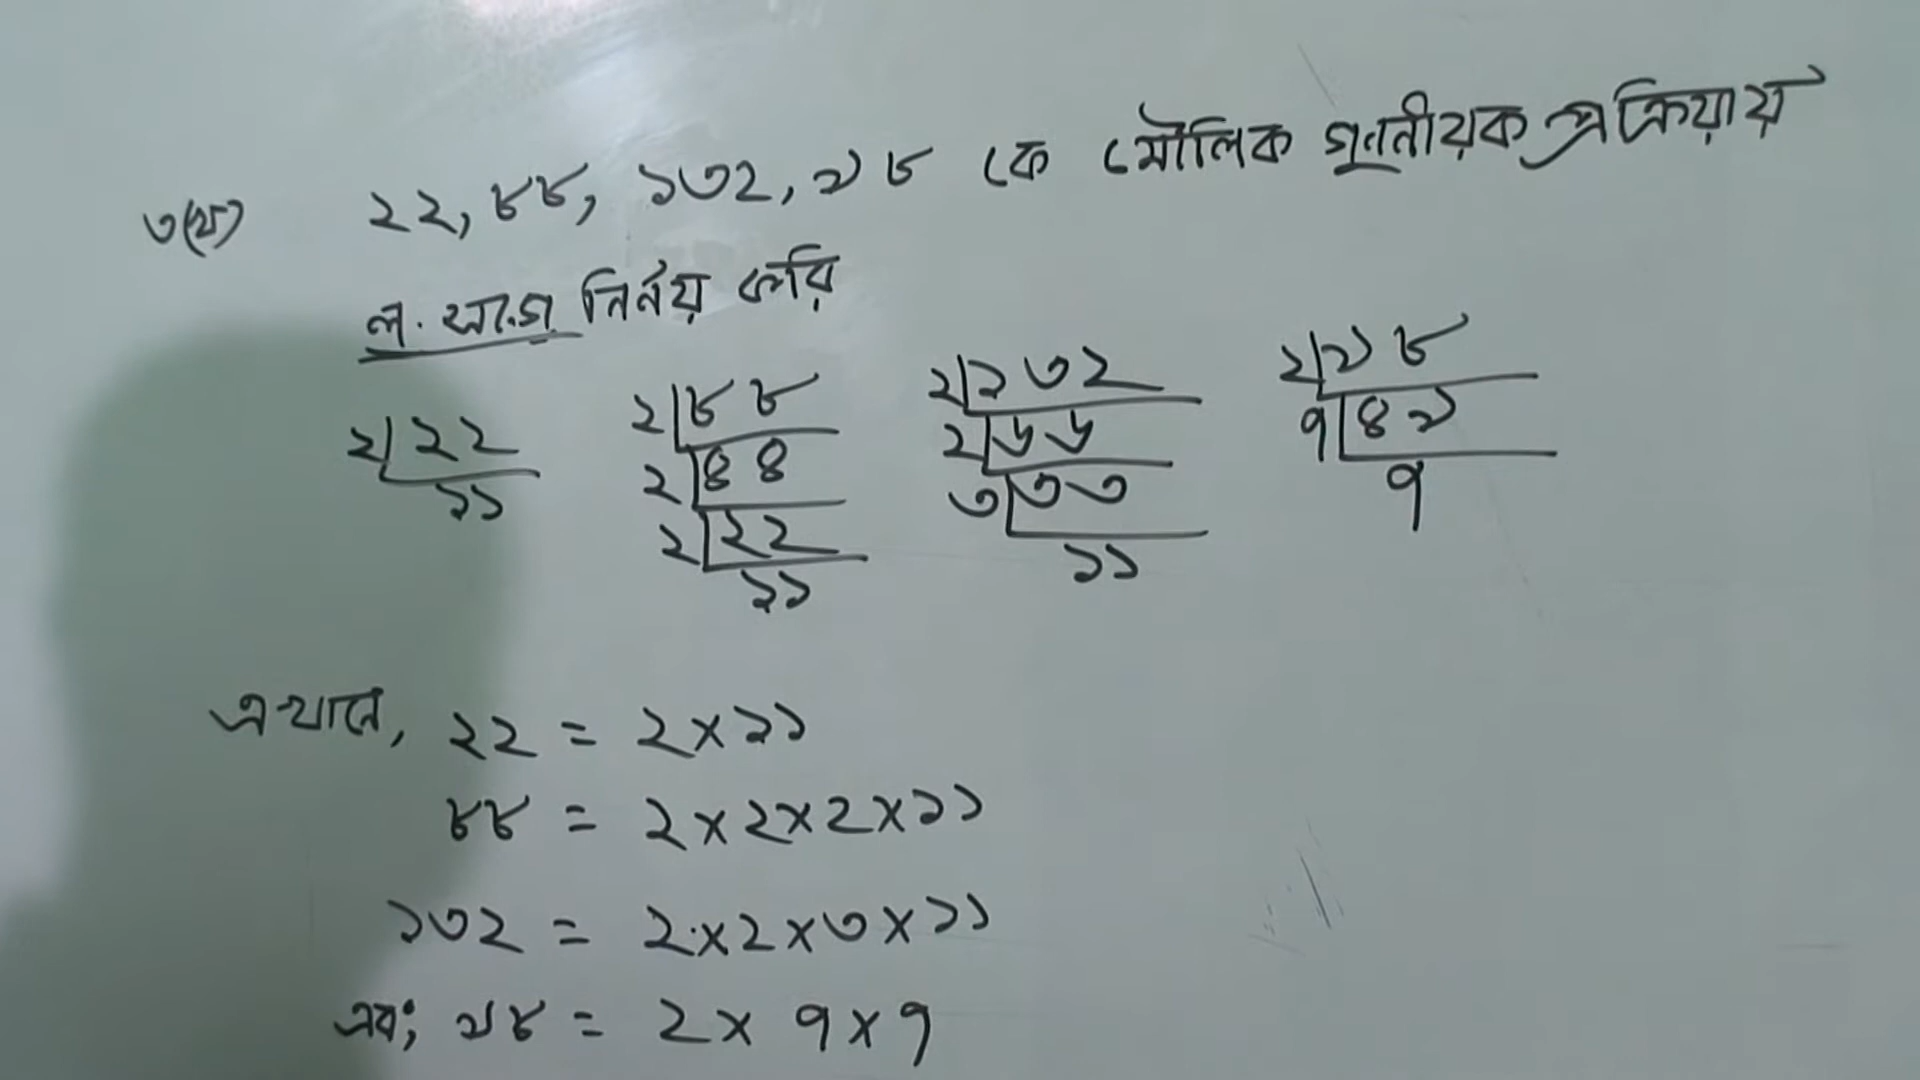 ৩(খ) ২২, ৮৮, ১৩২, ৯৮ কে মৌলিক গুণনীয়ক প্রক্রিয়ায়
ল. সা.গু নির্নয় করি
২|২২
১১
২|৮৮
২|৪৪
২|২২
১১
২|১৩২
২|৬৬
৩|৩৩
১১
২|৯৮
৭|৪৯
৭
এখানে, ২২ = ২×১১
৮৮ = ২×২×২×১১
১৩২ = ২×২×৩×১১
এবং, ৯৮ = ২× ৭×৭